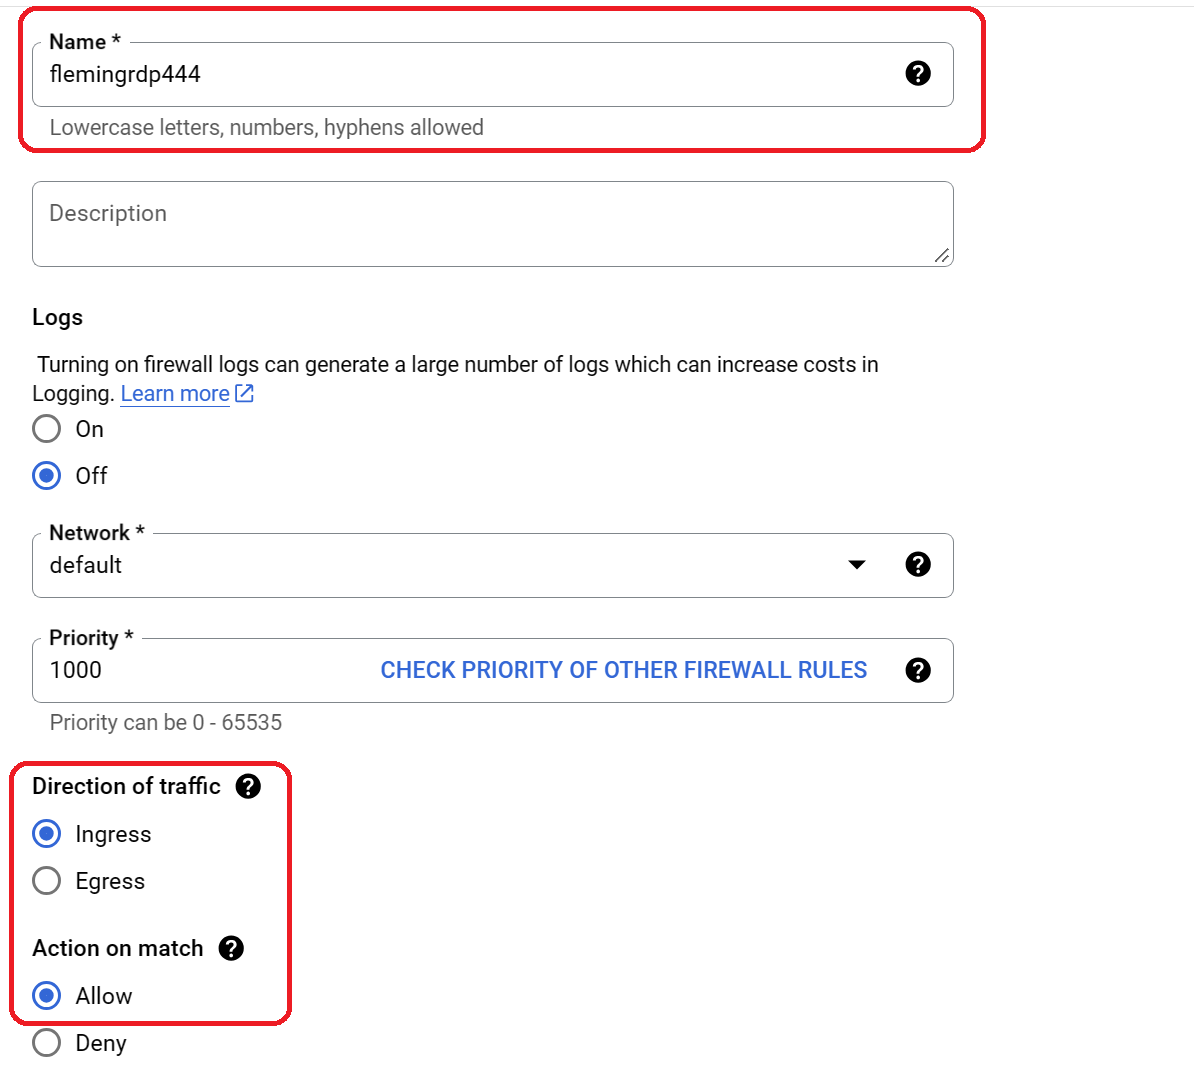 Name *
flemingrdp444
Lowercase letters, numbers, hyphens allowed
Description
Logs
Turning on firewall logs can generate a large number of logs which can increase costs in
Logging. Learn more
On
Off
Network *
default
Priority *
1000 CHECK PRIORITY OF OTHER FIREWALL RULES
Priority can be 0 - 65535
Direction of traffic
Ingress
Egress
Action on match
Allow
Deny